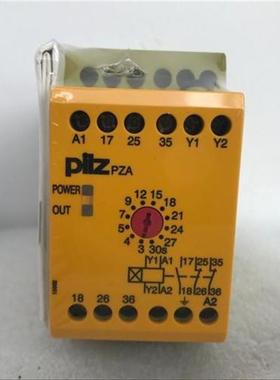 A1 17 25 35 Y1 Y2
pilz PZA
POWER
OUT
12 15
9 18
7 21
5 24
4 27
3 30s
Y1 A1 17 25 35
Y2 A2 18 26 36
18 26 36 A2